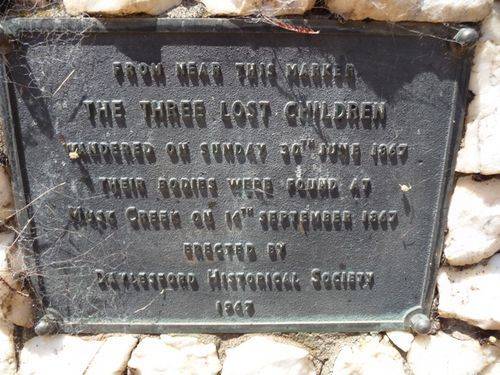 FROM NEAR THIS MARKER
THE THREE LOST CHILDREN
WANDERED ON SUNDAY 30TH JUNE 1867
THEIR BODIES WERE FOUND AT
MUSK CREEK ON 14TH SEPTEMBER 1867
ERECTED BY
DAYLESFORD HISTORICAL SOCIETY
1967